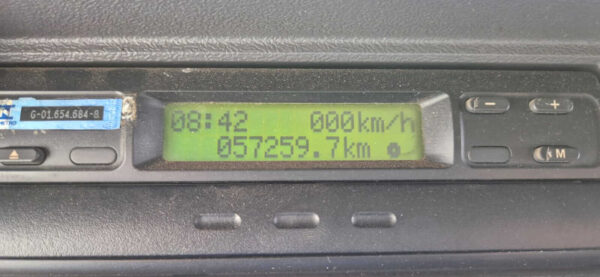 G-01.654.684-8
08:42 000km/h
057259.7km
- +
M